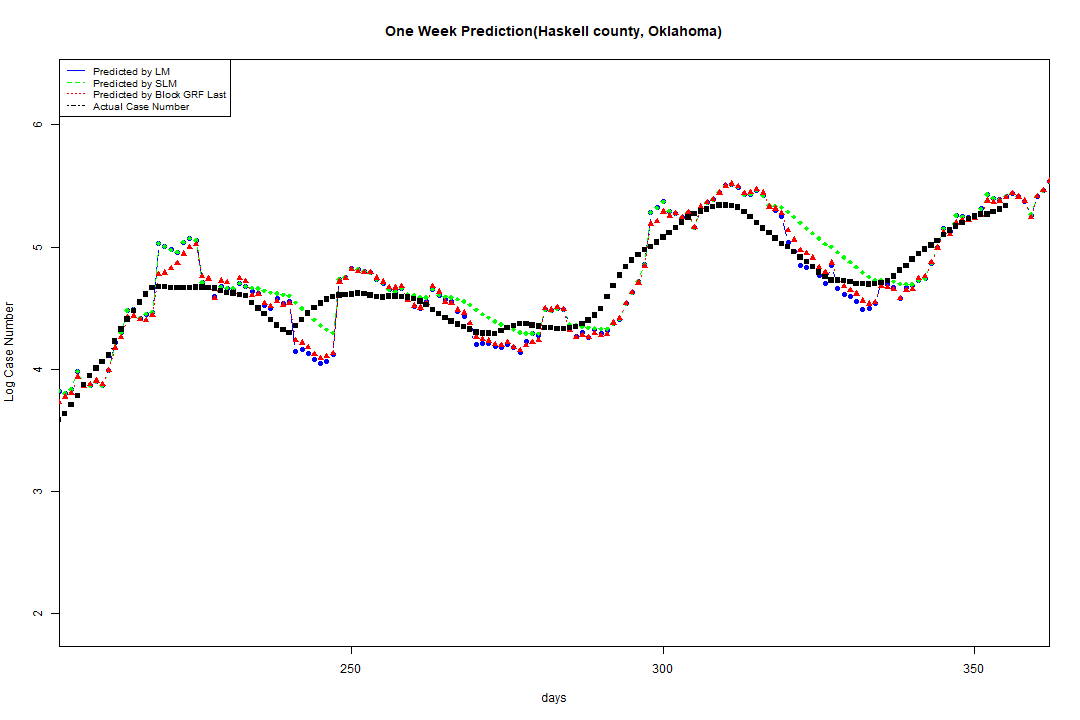 One Week Prediction(Haskell county, Oklahoma)
Predicted by LM
Predicted by SLM
Predicted by Block GRF Last
Actual Case Number
6
5
4
3
2
Log Case Number
250
300
350
days